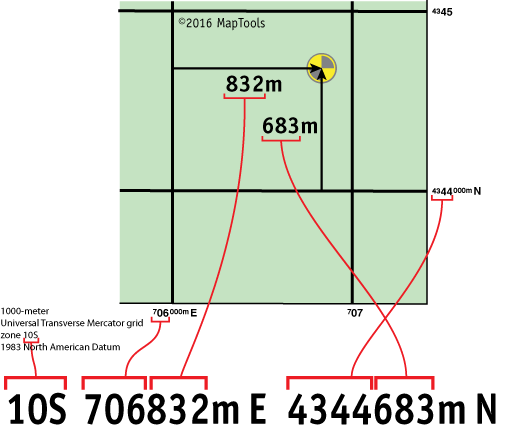 ©2016 MapTools
4345
832m
683m
4344000m N
706000m E
707
1000-meter
Universal Transverse Mercator grid
zone 10S
1983 North American Datum
10S 706832m E 4344683m N